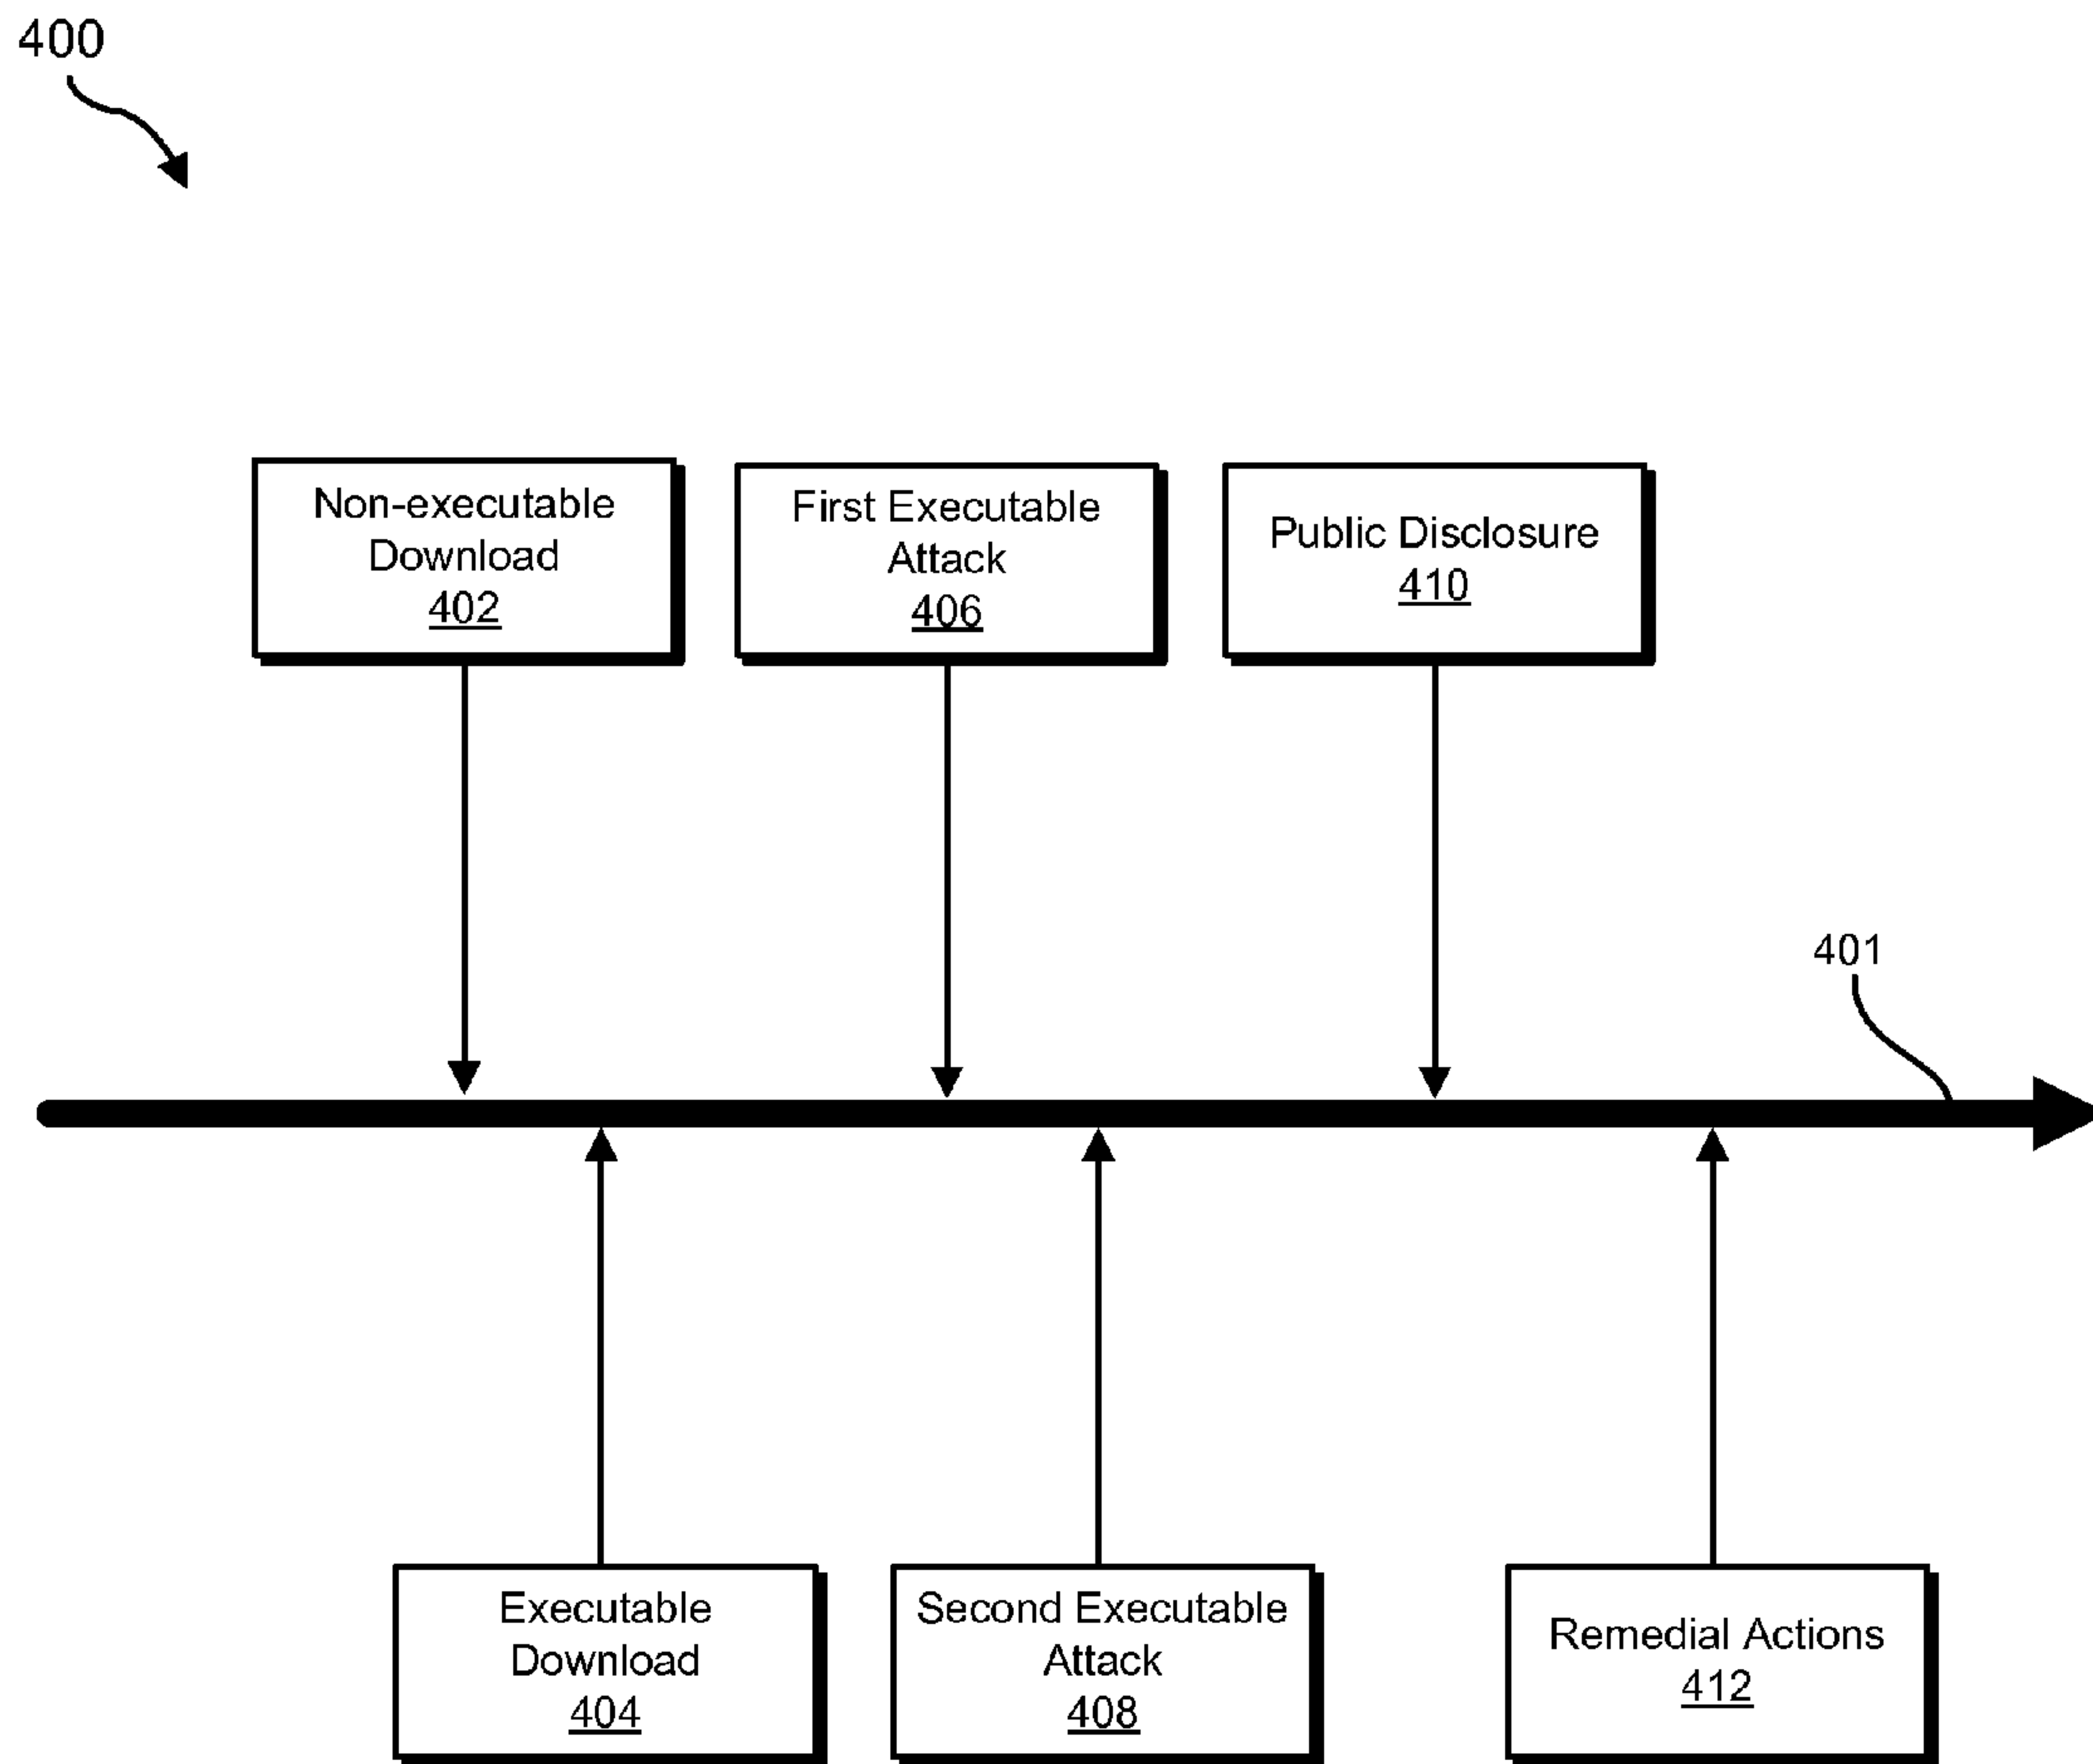 400
Non-executable
Download
402
First Executable
Attack
406
Public Disclosure
410
401
Executable
Download
404
Second Executable
Attack
408
Remedial Actions
412